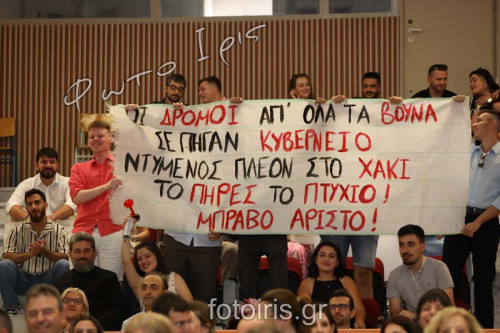 Φωτο Ιρις
ΟΙ ΔΡΟΜΟΙ ΑΠ' ΟΛΑ ΤΑ ΒΟΥΝΑ
ΣΕ ΠΗΓΑΝ ΚΥΒΕΡΝΕΙΟ
ΝΤΥΜΕΝΟΣ ΠΛΕΟΝ ΣΤΟ ΧΑΚΙ
ΤΟ ΠΗΡΕΣ ΤΟ ΠΤΥΧΙΟ!
ΜΠΡΑΒΟ ΑΡΙΣΤΟ!
fotoiris.gr